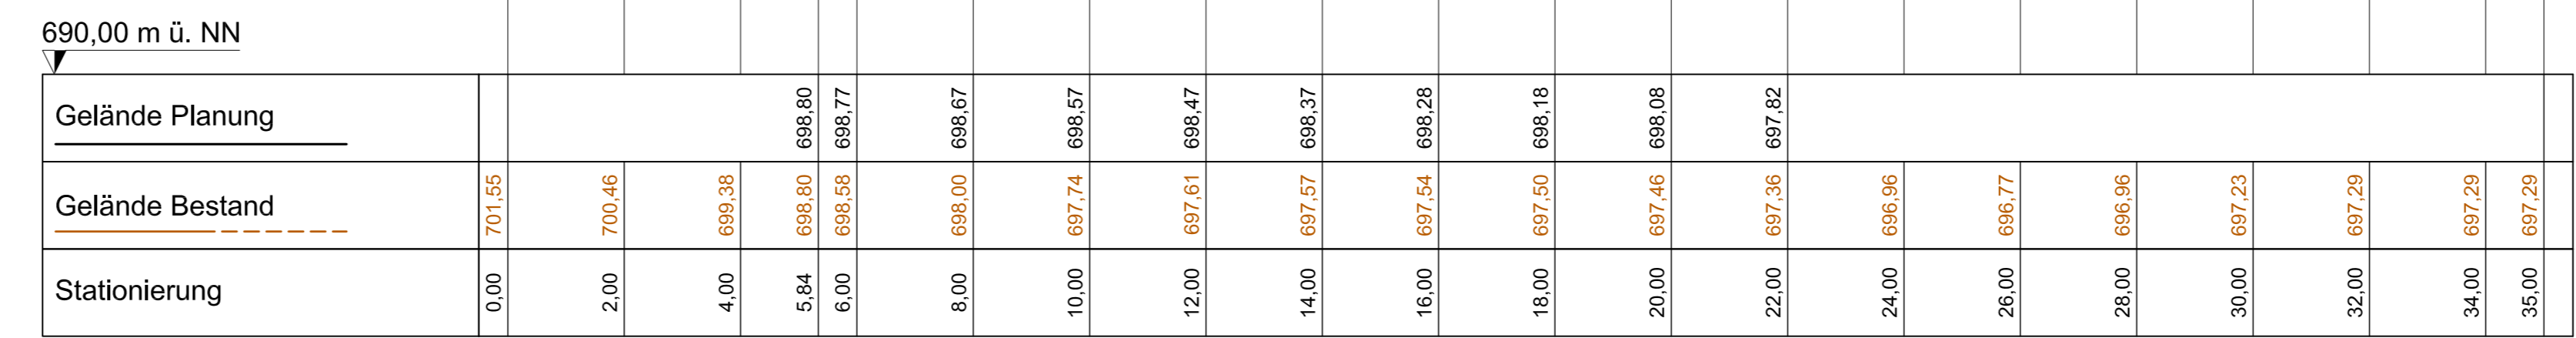 690,00 m ü. NN
Gelände Planung 698,80 698,77 698,67 698,57 698,47 698,37 698,28 698,18 698,08 697,82
Gelände Bestand 701,55 700,46 699,38 698,80 698,58 698,00 697,74 697,61 697,57 697,54 697,50 697,46 697,36 696,96 696,77 696,96 697,23 697,29 697,29 697,29
Stationierung 0,00 2,00 4,00 5,84 6,00 8,00 10,00 12,00 14,00 16,00 18,00 20,00 22,00 24,00 26,00 28,00 30,00 32,00 34,00 35,00